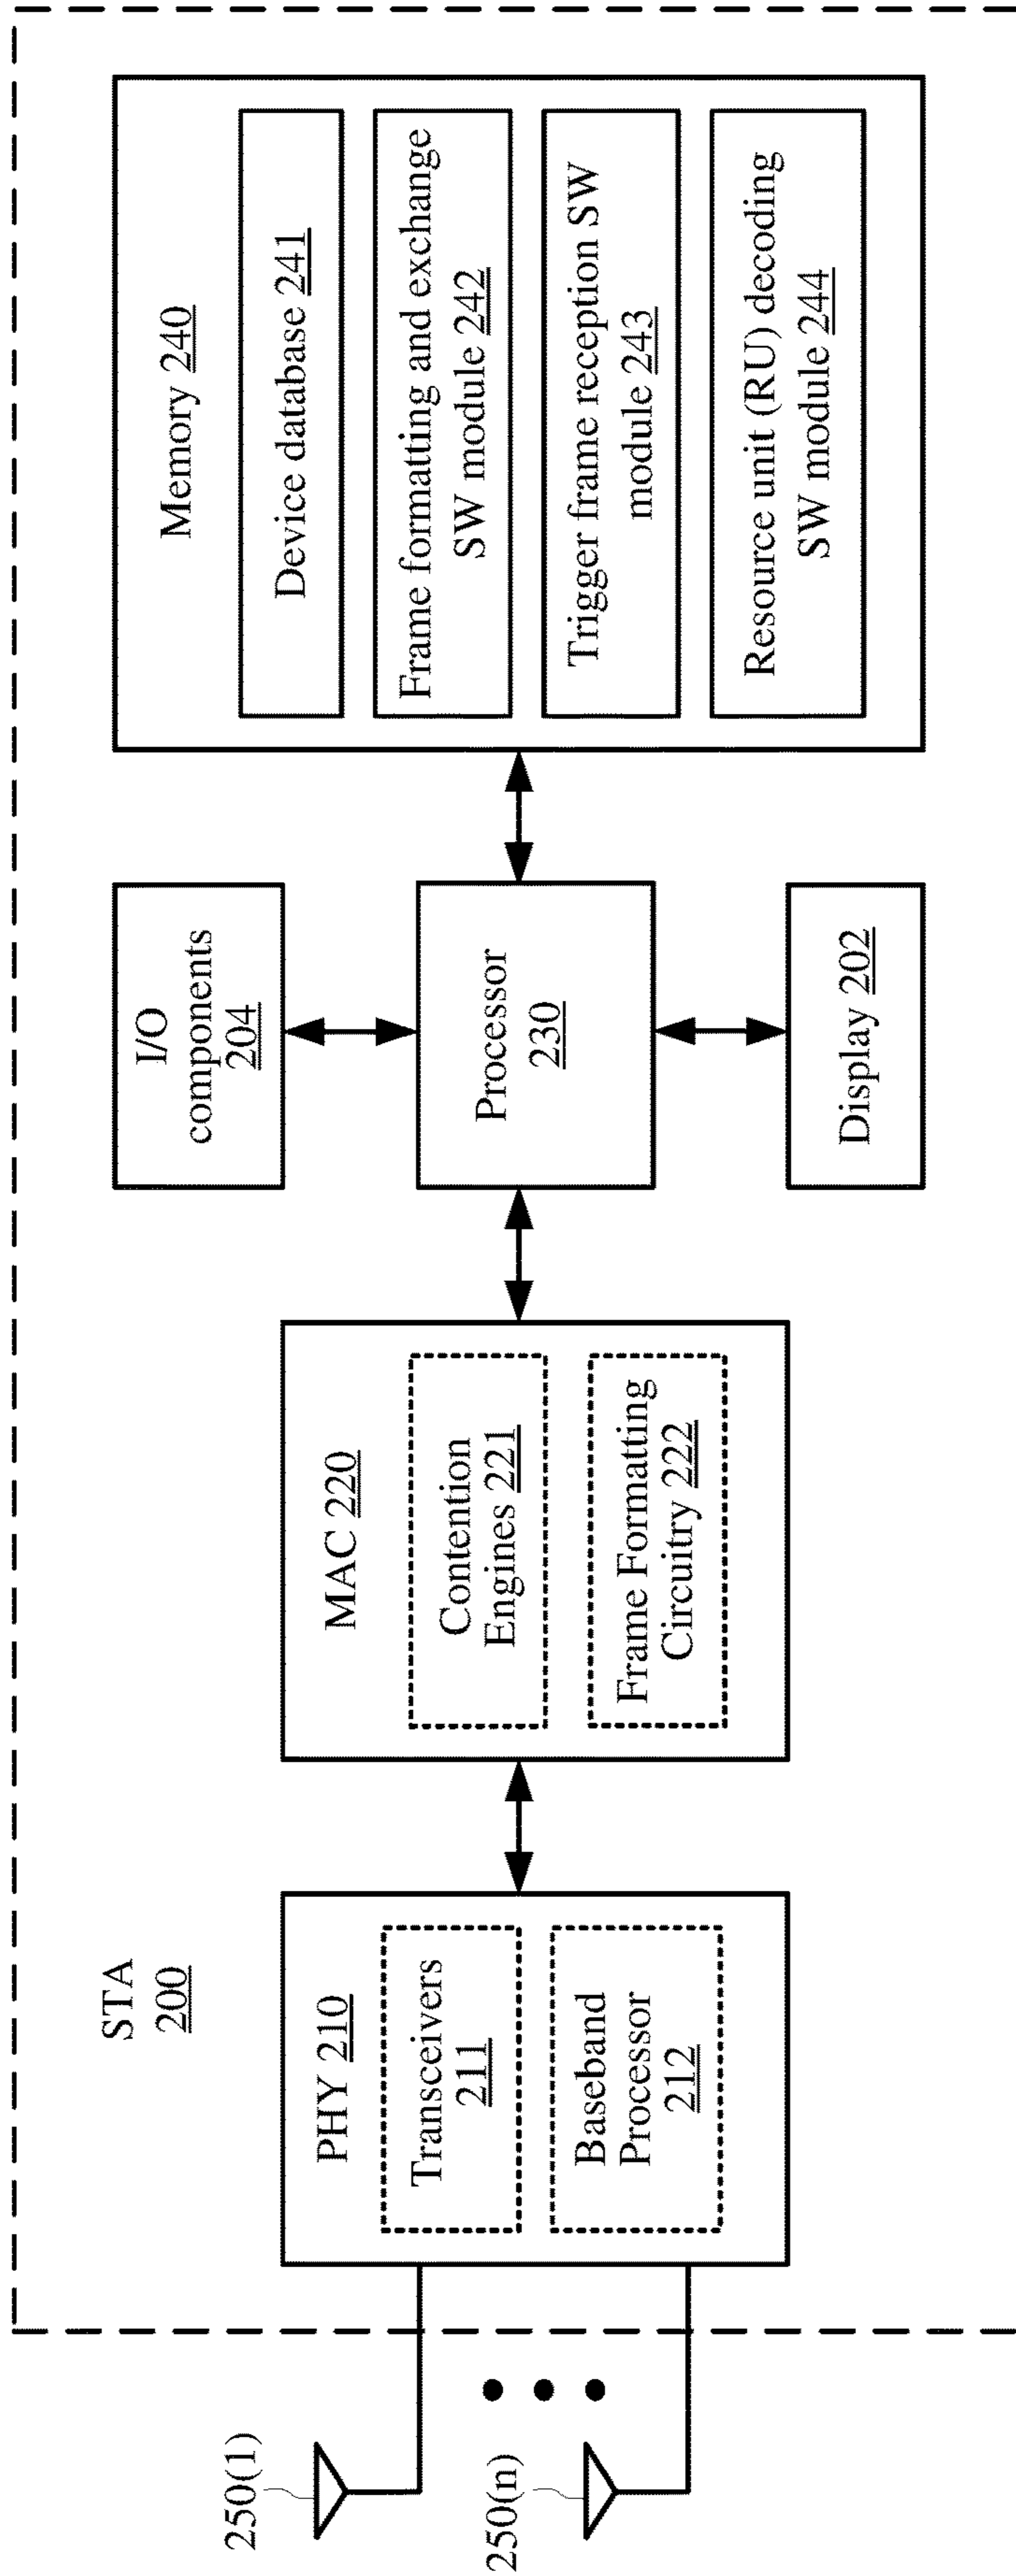 STA
200
250(1)
250(n)
PHY 210
Transceivers
211
Baseband
Processor
212
MAC 220
Contention
Engines 221
Frame Formatting
Circuitry 222
I/O
components
204
Processor
230
Display 202
Memory 240
Device database 241
Frame formatting and exchange
SW module 242
Trigger frame reception SW
module 243
Resource unit (RU) decoding
SW module 244